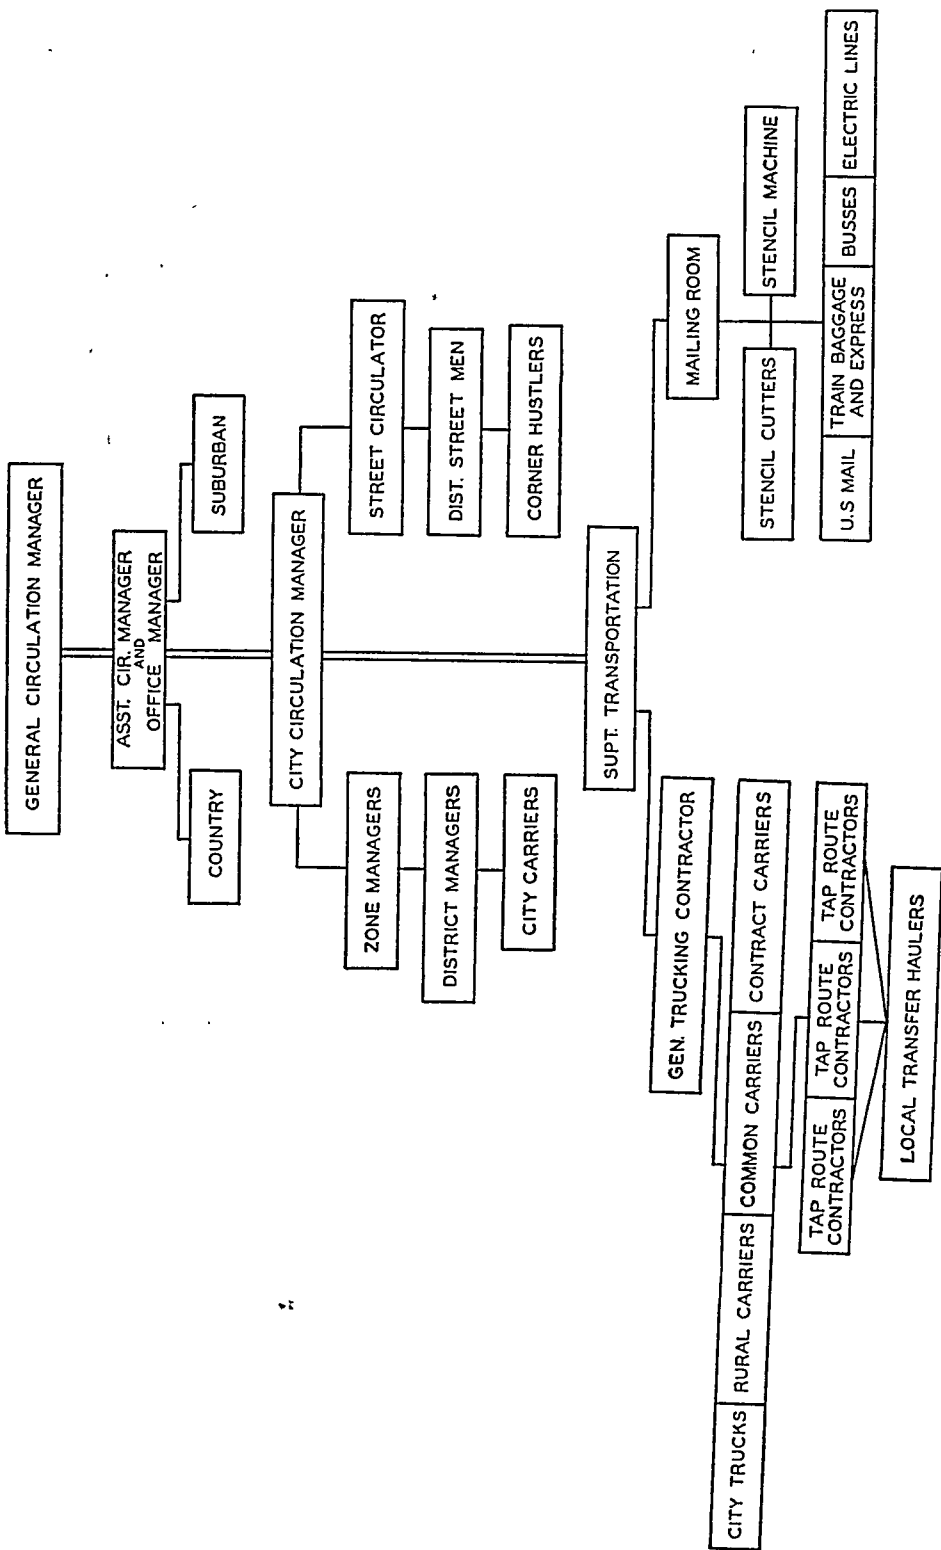 GENERAL CIRCULATION MANAGER
ASST. CIR. MANAGER
AND
OFFICE MANAGER
COUNTRY
SUBURBAN
CITY CIRCULATION MANAGER
ZONE MANAGERS
STREET CIRCULATOR
DISTRICT MANAGERS
DIST. STREET MEN
CITY CARRIERS
CORNER HUSTLERS
SUPT. TRANSPORTATION
GEN. TRUCKING CONTRACTOR
MAILING ROOM
CITY TRUCKS
RURAL CARRIERS
COMMON CARRIERS
CONTRACT CARRIERS
STENCIL CUTTERS
STENCIL MACHINE
TAP ROUTE
CONTRACTORS
TAP ROUTE
CONTRACTORS
TAP ROUTE
CONTRACTORS
U.S MAIL
TRAIN BAGGAGE
AND EXPRESS
BUSSES
ELECTRIC LINES
LOCAL TRANSFER HAULERS